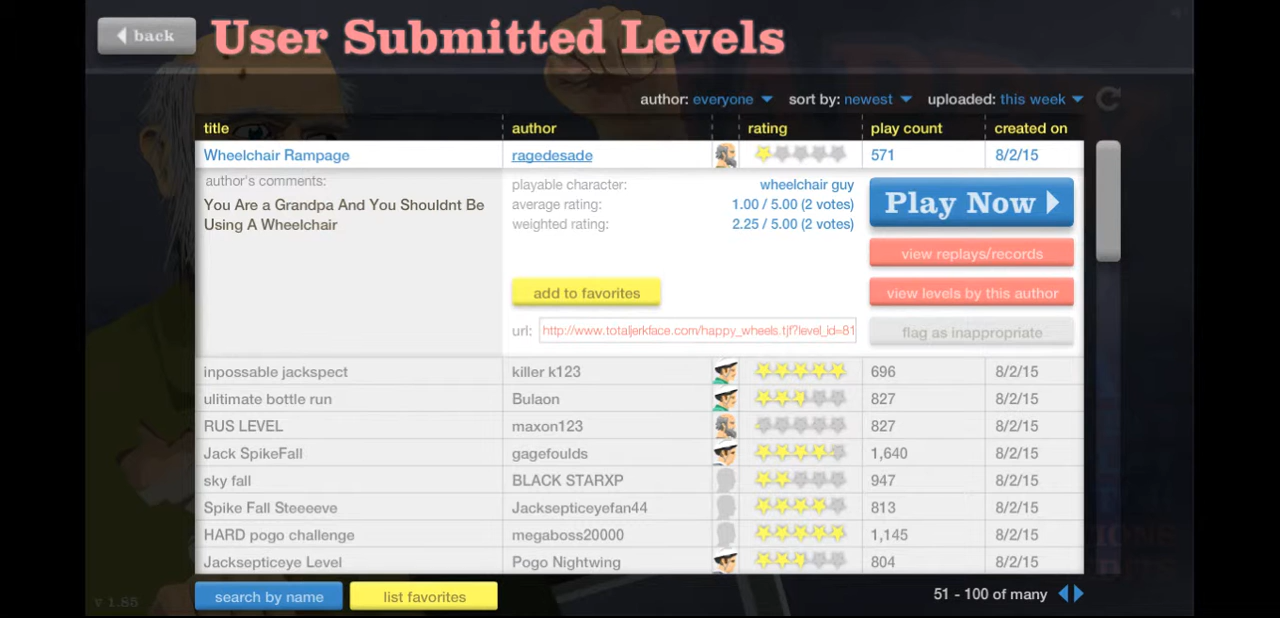 back
User Submitted Levels
author: everyone sort by: newest uploaded: this week
title author rating play count created on
Wheelchair Rampage ragedesade 571 8/2/15
author's comments:
You Are a Grandpa And You Shouldnt Be
Using A Wheelchair
playable character: wheelchair guy
average rating: 1.00 / 5.00 (2 votes)
weighted rating: 2.25 / 5.00 (2 votes)
add to favorites
url: http://www.totaljerkface.com/happy_wheels.tjf?level_id=81
Play Now
view replays/records
view levels by this author
flag as inappropriate
inpossable jackspect killer k123 696 8/2/15
ulitimate bottle run Bulaon 827 8/2/15
RUS LEVEL maxon123 827 8/2/15
Jack SpikeFall gagefoulds 1,640 8/2/15
sky fall BLACK STARXP 947 8/2/15
Spike Fall Steeeeve Jacksepticeyefan44 813 8/2/15
HARD pogo challenge megaboss20000 1,145 8/2/15
Jacksepticeye Level Pogo Nightwing 804 8/2/15
v 1.85 search by name list favorites 51 - 100 of many